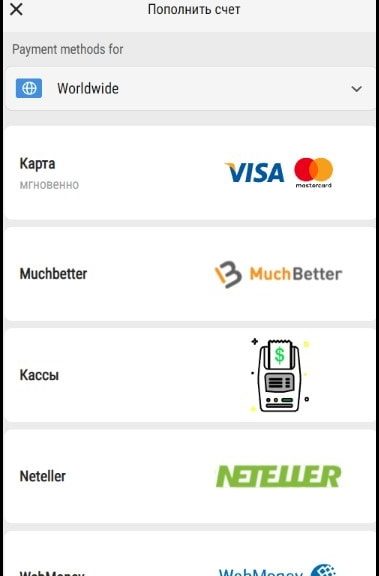 Пополнить счет
Payment methods for
Worldwide
Карта
мгновенно
VISA
mastercard
Muchbetter
MuchBetter
Кассы
$
Neteller
NETELLER
WebMoney
WebMoney